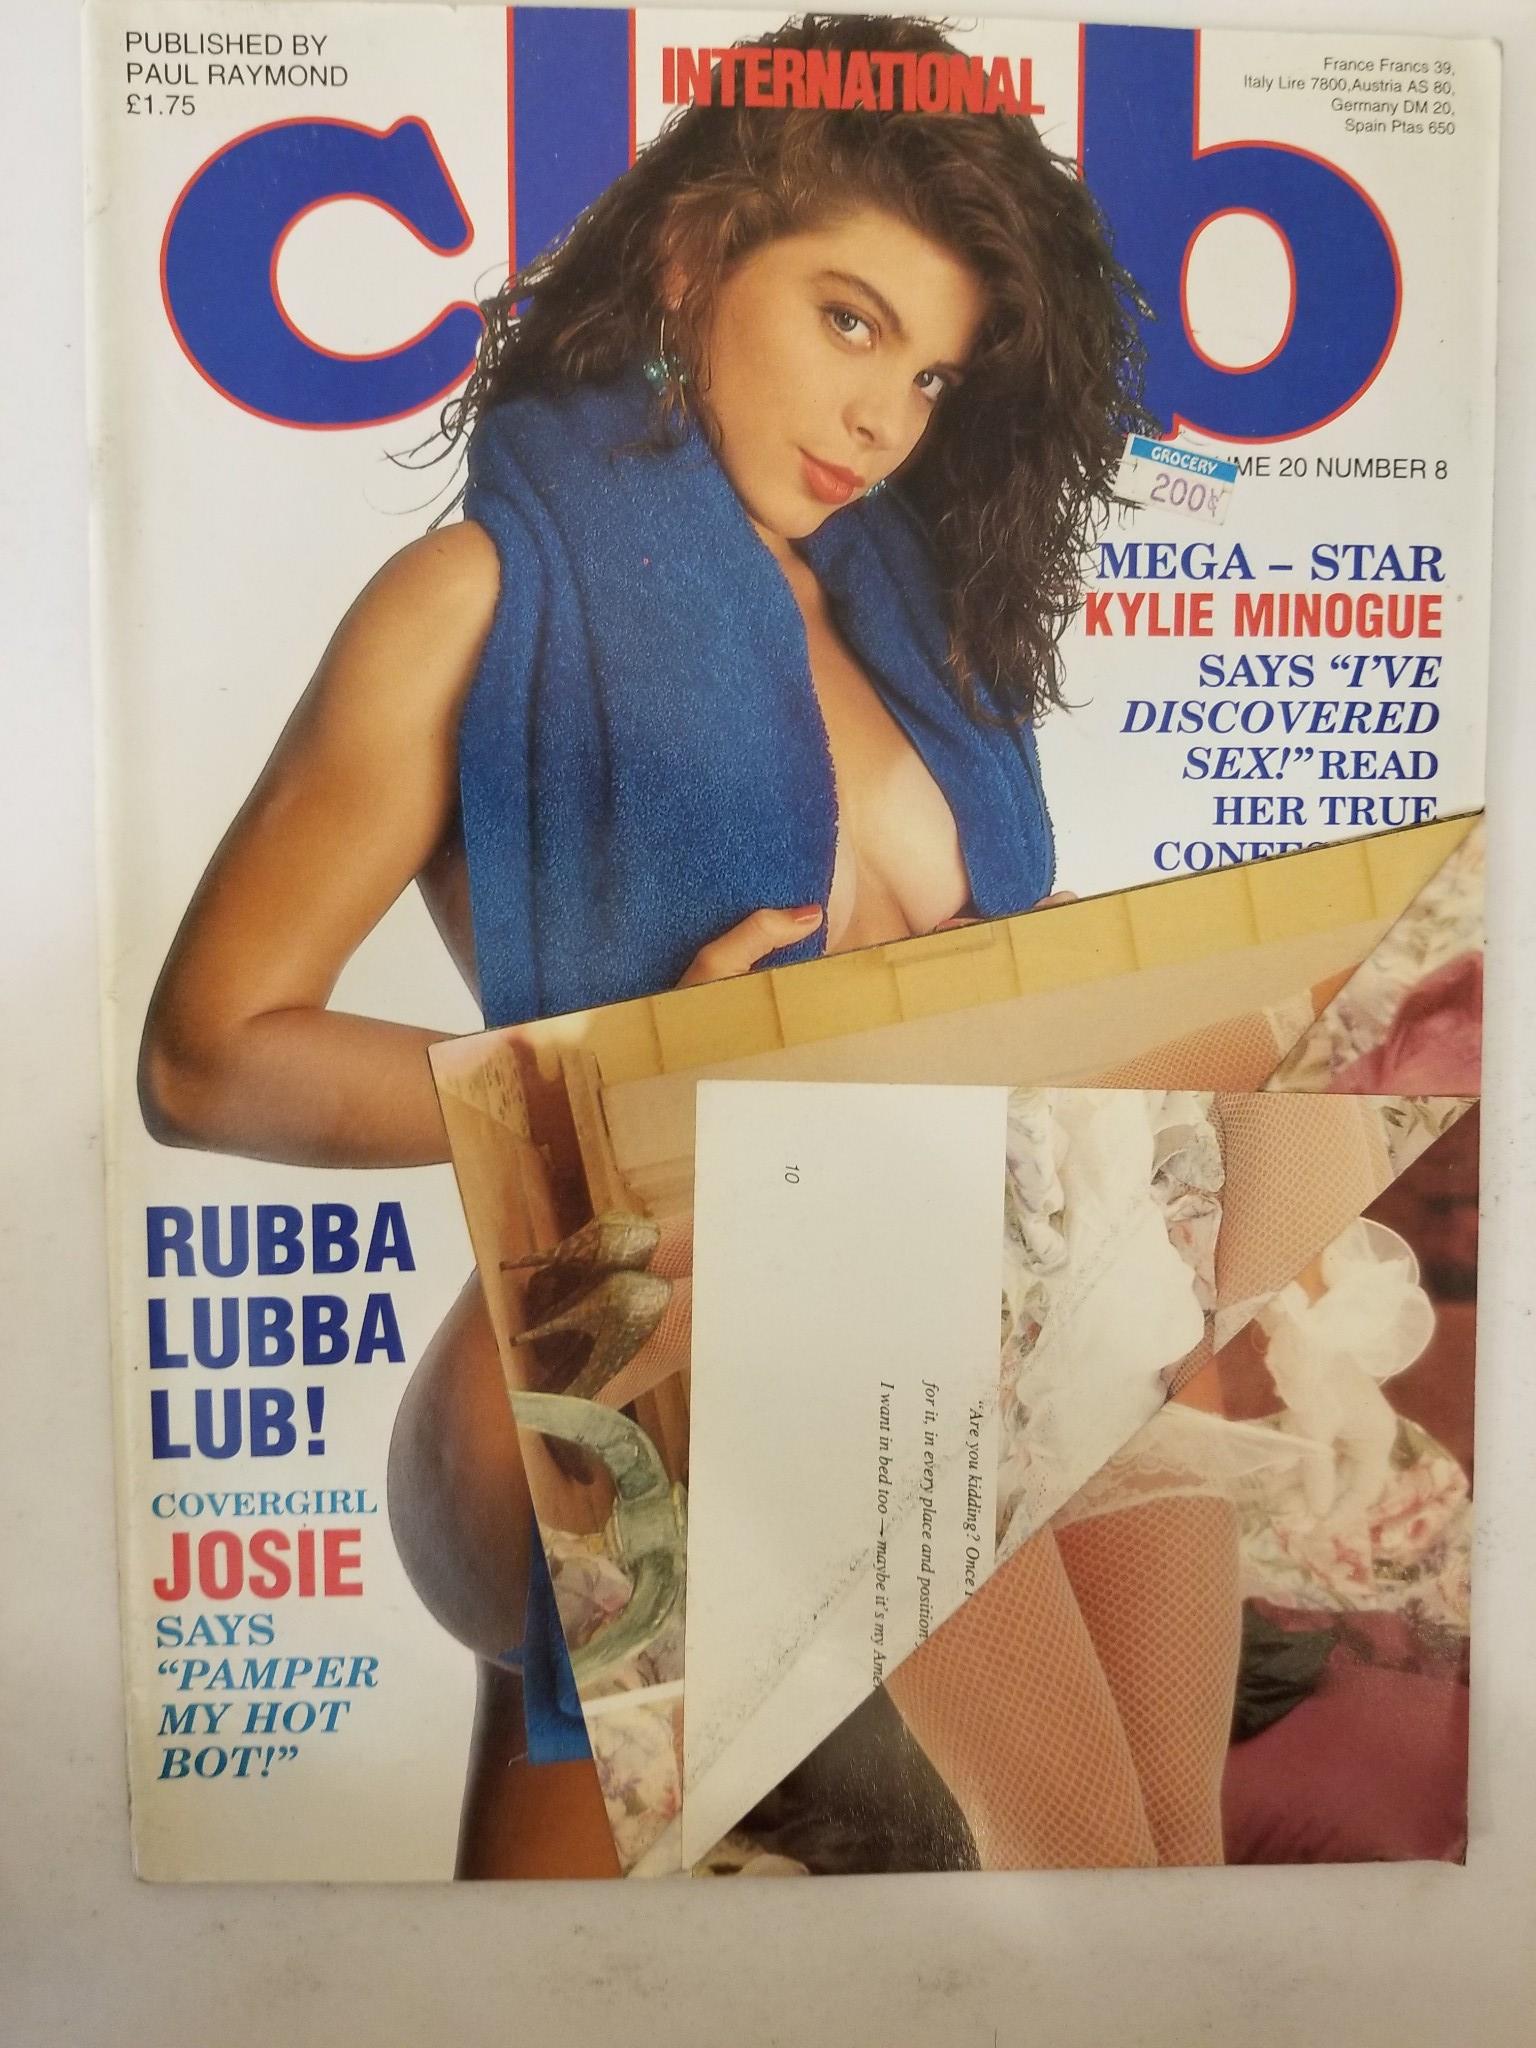 PUBLISHED BY
PAUL RAYMOND
£1.75
club
INTERNATIONAL
France Francs 39,
Italy Lire 7800,Austria AS 80,
Germany DM 20,
Spain Ptas 650
UME 20 NUMBER 8
GROCERY
200¢
MEGA – STAR
KYLIE MINOGUE
SAYS “I’VE
DISCOVERED
SEX!” READ
HER TRUE
RUBBA
LUBBA
LUB!
COVERGIRL
JOSIE
SAYS
“PAMPER
MY HOT
BOT!”
10
“Are you kidding? Once
for it, in every place and position
I want in bed too—maybe it’s my